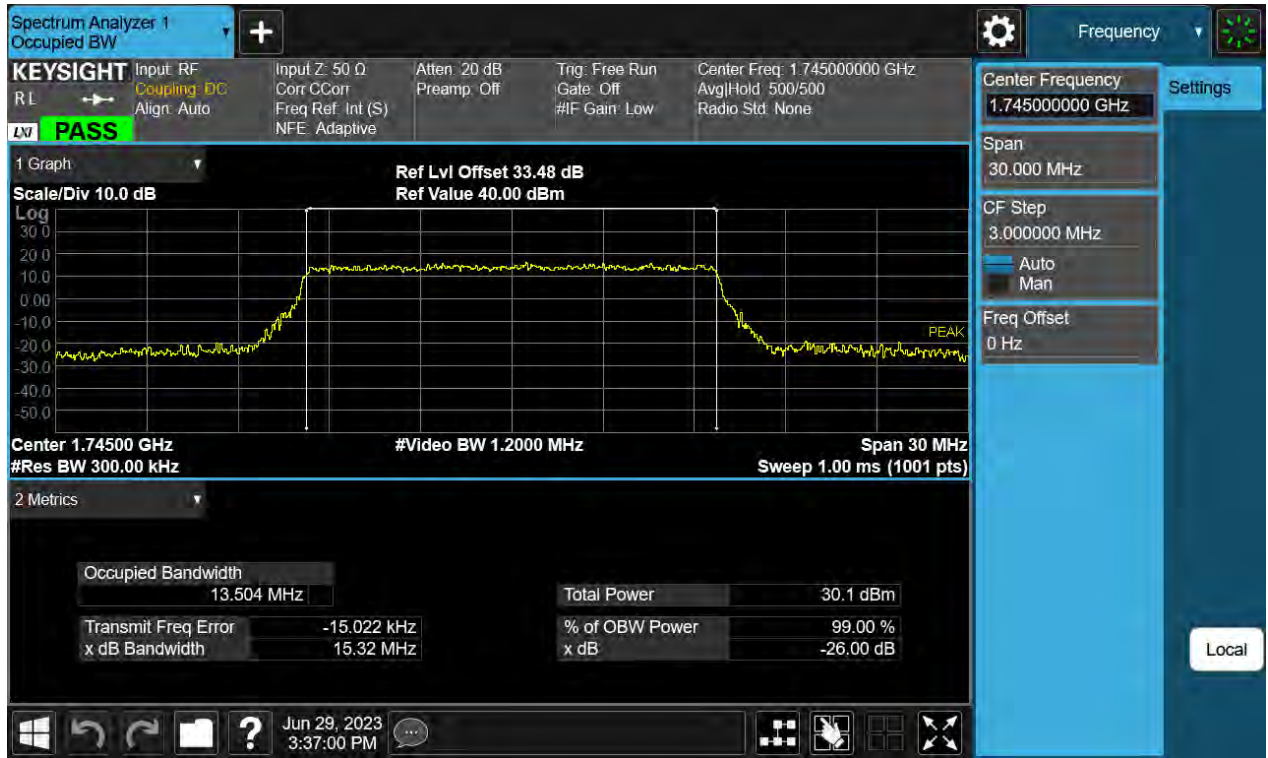 Spectrum Analyzer 1
Occupied BW
+
Frequency
KEYSIGHT
RL
LXI PASS
Input: RF
Coupling: DC
Align: Auto
Input Z: 50 Ω
Corr CCorr
Freq Ref: Int (S)
NFE: Adaptive
Atten: 20 dB
Preamp: Off
Trig: Free Run
Gate: Off
#IF Gain: Low
Center Freq: 1.745000000 GHz
Avg|Hold: 500/500
Radio Std: None
1 Graph
Scale/Div 10.0 dB
Ref Lvl Offset 33.48 dB
Ref Value 40.00 dBm
Log
30.0
20.0
10.0
0.00
-10.0
-20.0
-30.0
-40.0
-50.0
PEAK
Center 1.74500 GHz
#Video BW 1.2000 MHz
Span 30 MHz
#Res BW 300.00 kHz
Sweep 1.00 ms (1001 pts)
2 Metrics
Occupied Bandwidth
13.504 MHz
Total Power 30.1 dBm
Transmit Freq Error -15.022 kHz
% of OBW Power 99.00 %
x dB Bandwidth 15.32 MHz
x dB -26.00 dB
Center Frequency
1.745000000 GHz
Settings
Span
30.000 MHz
CF Step
3.000000 MHz
Auto
Man
Freq Offset
0 Hz
Local
?
Jun 29, 2023
3:37:00 PM